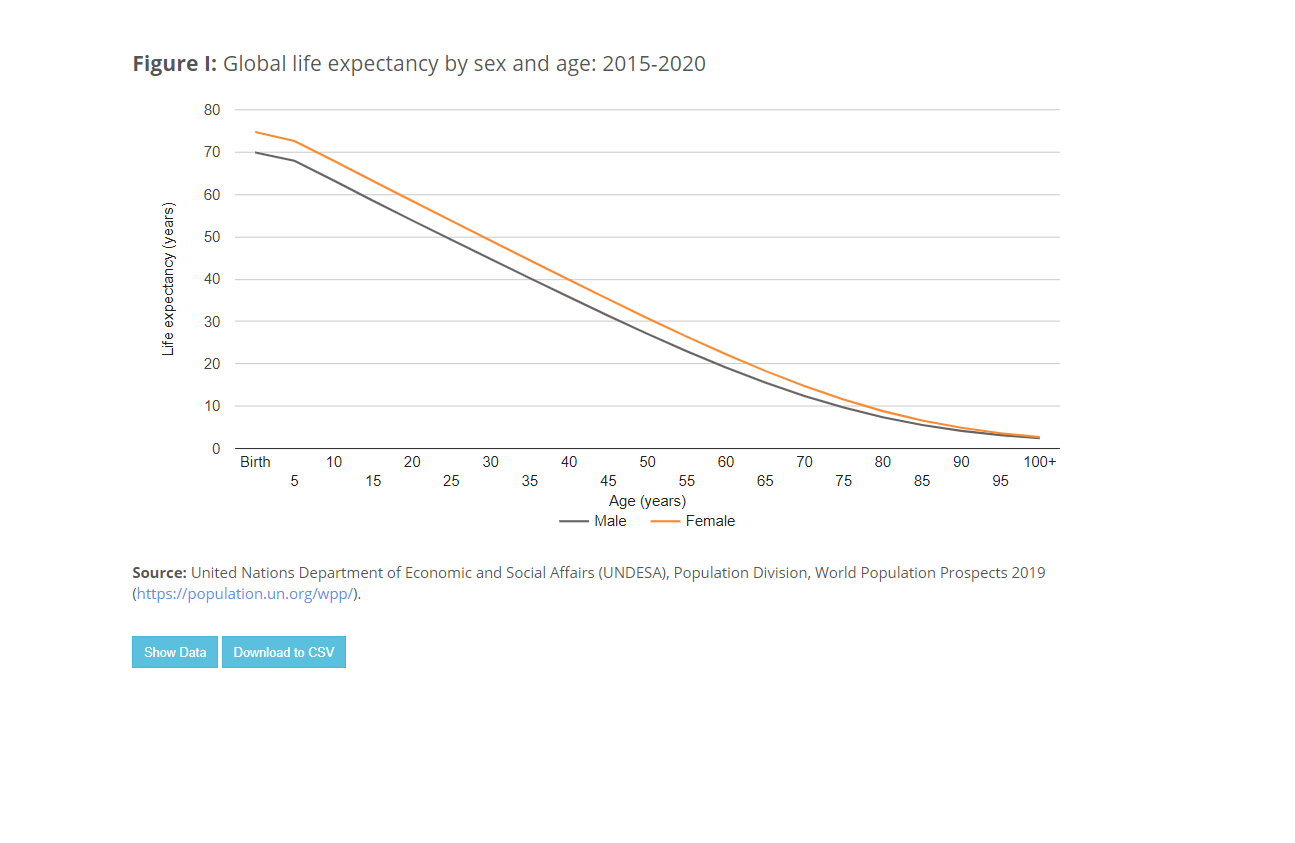 Figure I: Global life expectancy by sex and age: 2015-2020
80
70
60
50
40
30
20
10
0
Life expectancy (years)
Birth 10 20 30 40 50 60 70 80 90 100+
5 15 25 35 45 55 65 75 85 95
Age (years)
Male Female
Source: United Nations Department of Economic and Social Affairs (UNDESA), Population Division, World Population Prospects 2019
(https://population.un.org/wpp/).
Show Data Download to CSV